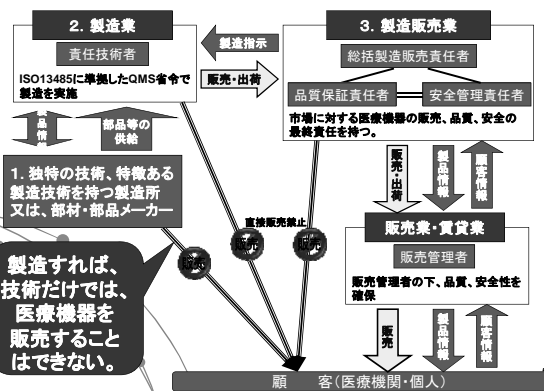 2. 製造業
責任技術者
ISO13485に準拠したQMS省令で
製造を実施
製造指示
販売・出荷
3. 製造販売業
総括製造販売責任者
品質保証責任者
安全管理責任者
市場に対する医療機器の販売、品質、安全の
最終責任を持つ。
製品情報
部品等の
供給
1. 独特の技術、特徴ある
製造技術を持つ製造所
又は、部材・部品メーカー
販売・出荷
製品情報
顧客情報
直接販売禁止
販売
販売
販売
販売業・賃貸業
販売管理者
販売管理者の下、品質、安全性を
確保
製造すれば、
技術だけでは、
医療機器を
販売すること
はできない。
販売
製品情報
顧客情報
顧 客(医療機関・個人)